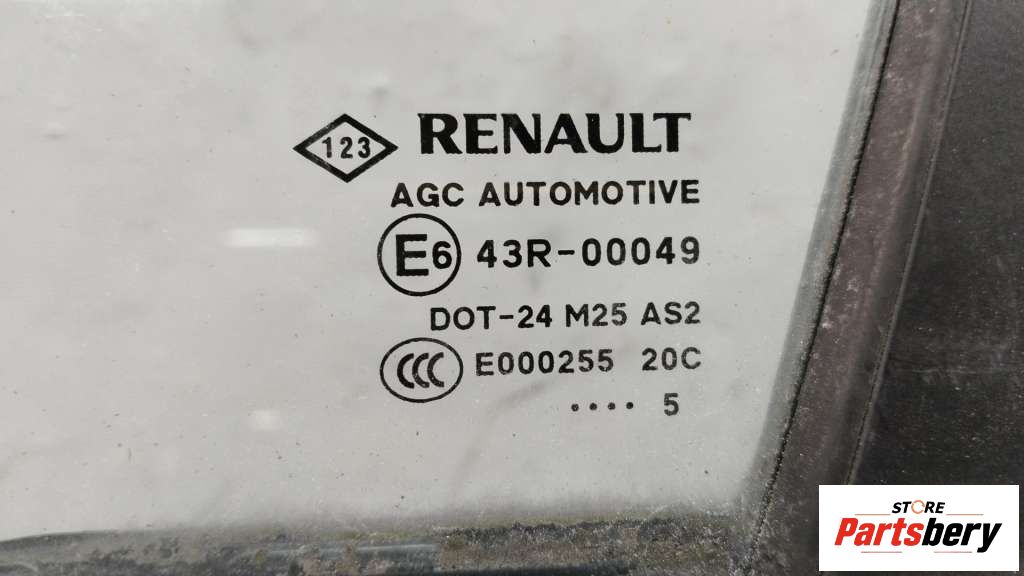 123 RENAULT
AGC AUTOMOTIVE
E6 43R-00049
DOT-24 M25 AS2
CCC E000255 20C
.... 5
STORE
Partsbery